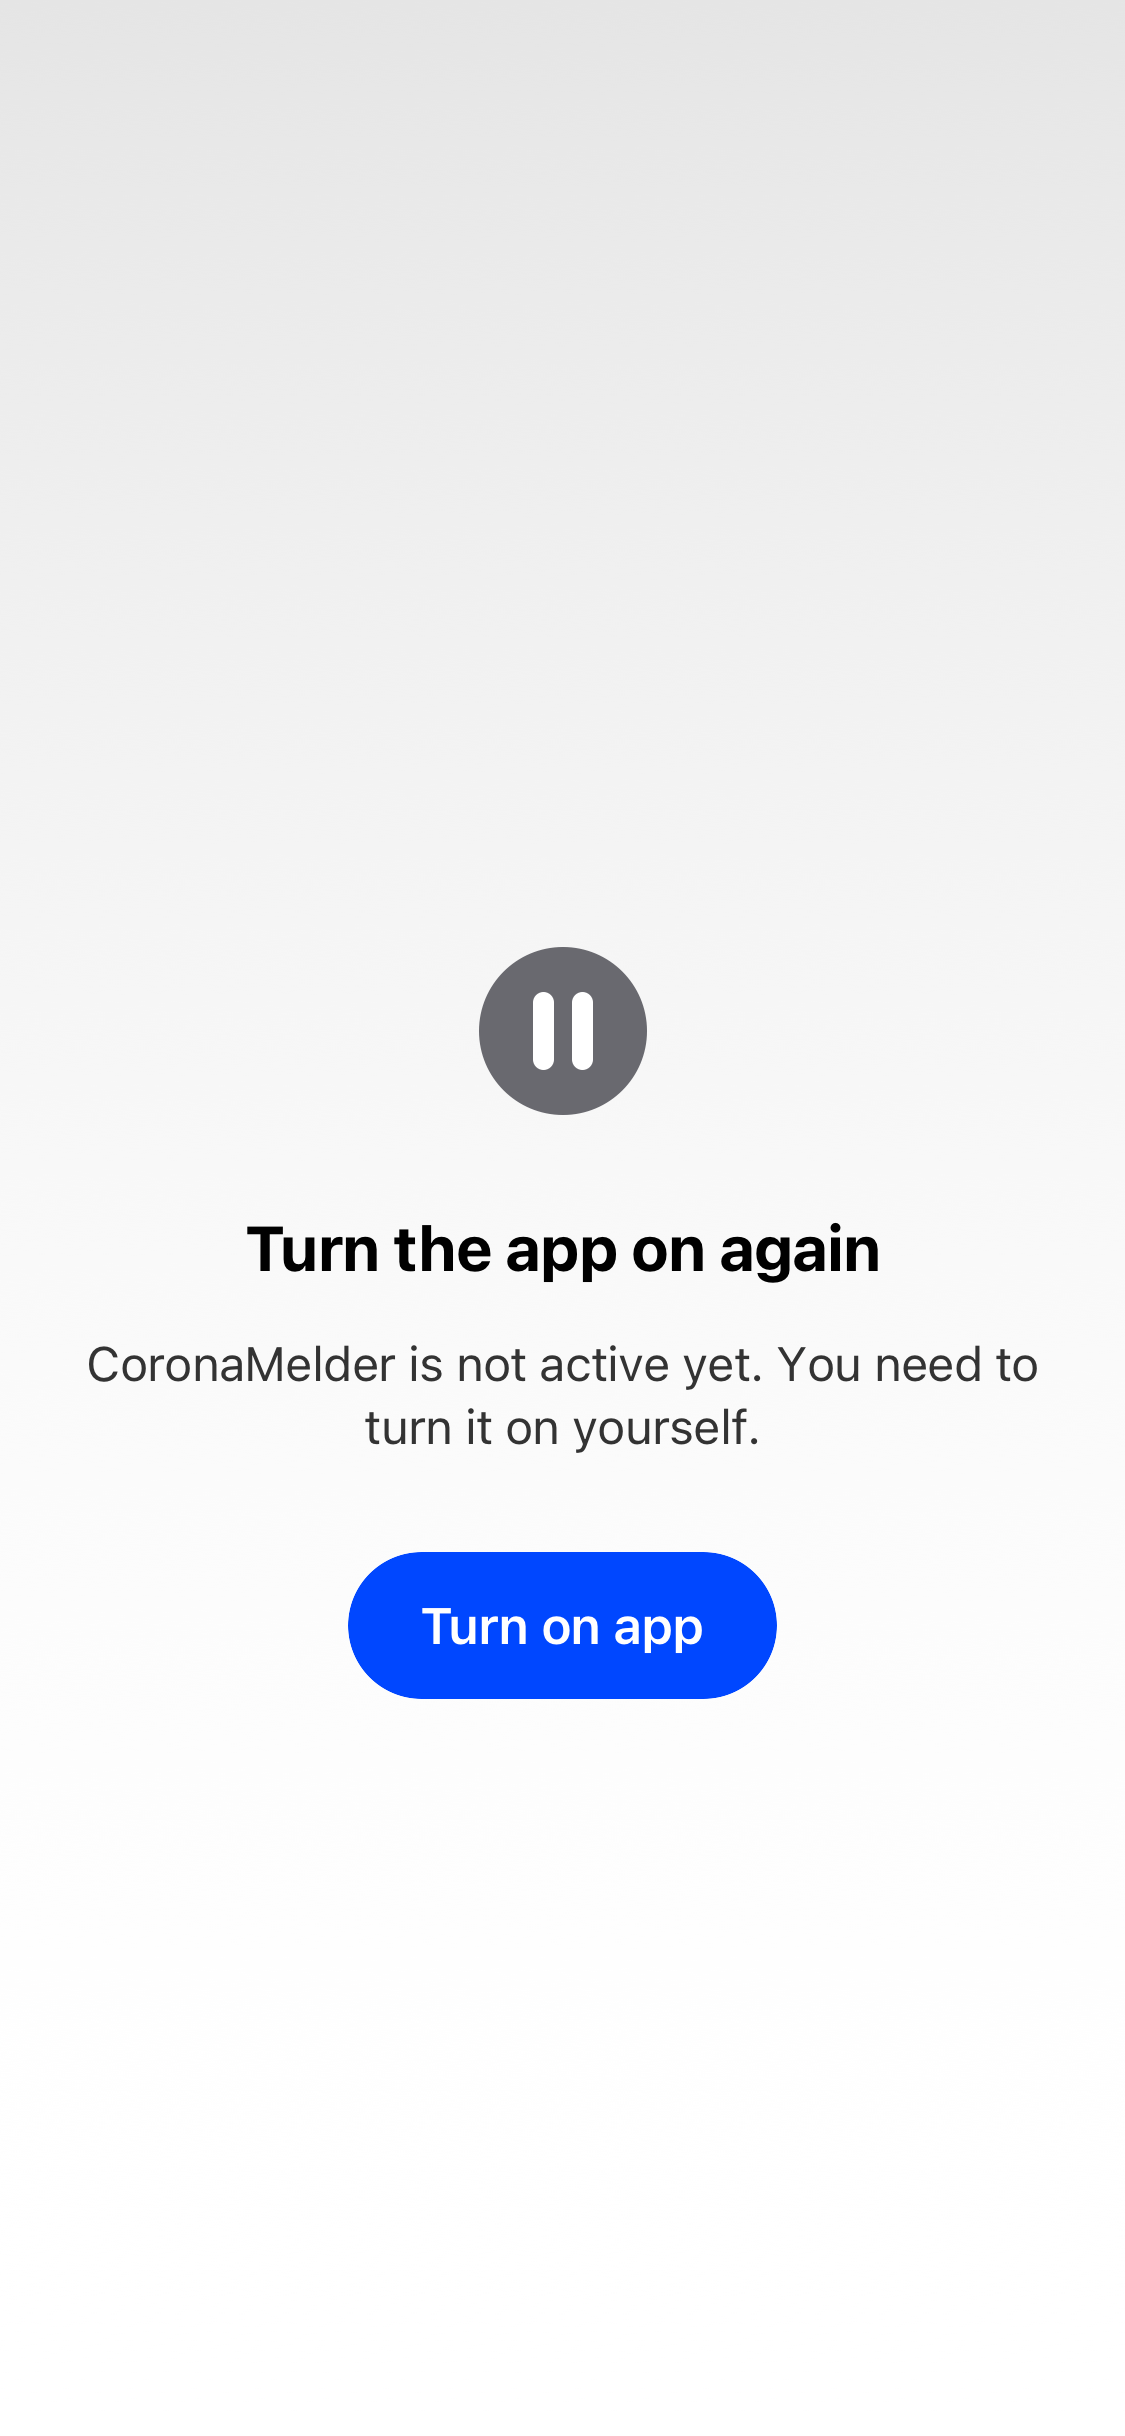 Turn the app on again
CoronaMelder is not active yet. You need to
turn it on yourself.
Turn on app